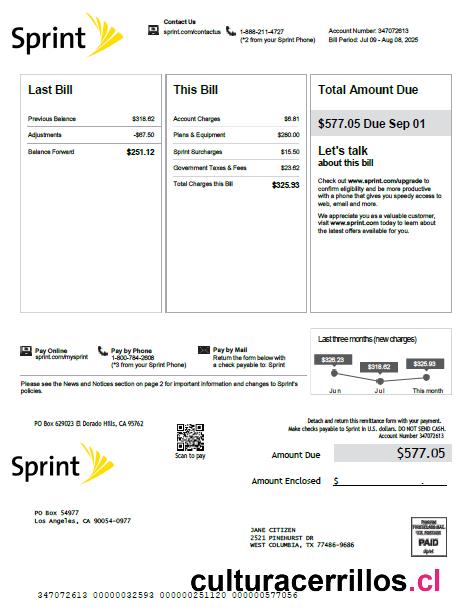 Sprint
Contact Us
sprint.com/contactus
1-888-211-4727
(*2 from your Sprint Phone)
Account Number: 347072613
Bill Period: Jul 09 - Aug 08, 2025
Last Bill
Previous Balance $318.62
Adjustments -$67.50
Balance Forward $251.12
This Bill
Account Charges $6.81
Plans & Equipment $280.00
Sprint Surcharges $15.50
Government Taxes & Fees $23.62
Total Charges this Bill $325.93
Total Amount Due
$577.05 Due Sep 01
Let's talk
about this bill
Check out www.sprint.com/upgrade to
confirm eligibility and be more productive
with a phone that gives you speedy access to
web, email and more.
We appreciate you as a valuable customer,
visit www.sprint.com today to learn about
the latest offers available for you.
Pay Online
sprint.com/mysprint
Pay by Phone
1-800-784-2608
(*3 from your Sprint Phone)
Pay by Mail
Return the form below with
a check payable to: Sprint
Last three months (new charges)
$326.23
$318.62
$325.93
Jun
Jul
This month
Please see the News and Notices section on page 2 for important information and changes to Sprint's
policies.
PO Box 629023 El Dorado Hills, CA 95762
Scan to pay
Detach and return this remittance form with your payment.
Make checks payable to Sprint in U.S. dollars. DO NOT SEND CASH.
Account Number 347072613
Sprint
Amount Due $577.05
Amount Enclosed $ .
PO Box 54977
Los Angeles, CA 90054-0977
JANE CITIZEN
2521 PINEHURST DR
WEST COLUMBIA, TX 77486-9686
PAID
sprint
culturacerrillos.cl
347072613 00000032593 000000251120 000000577056